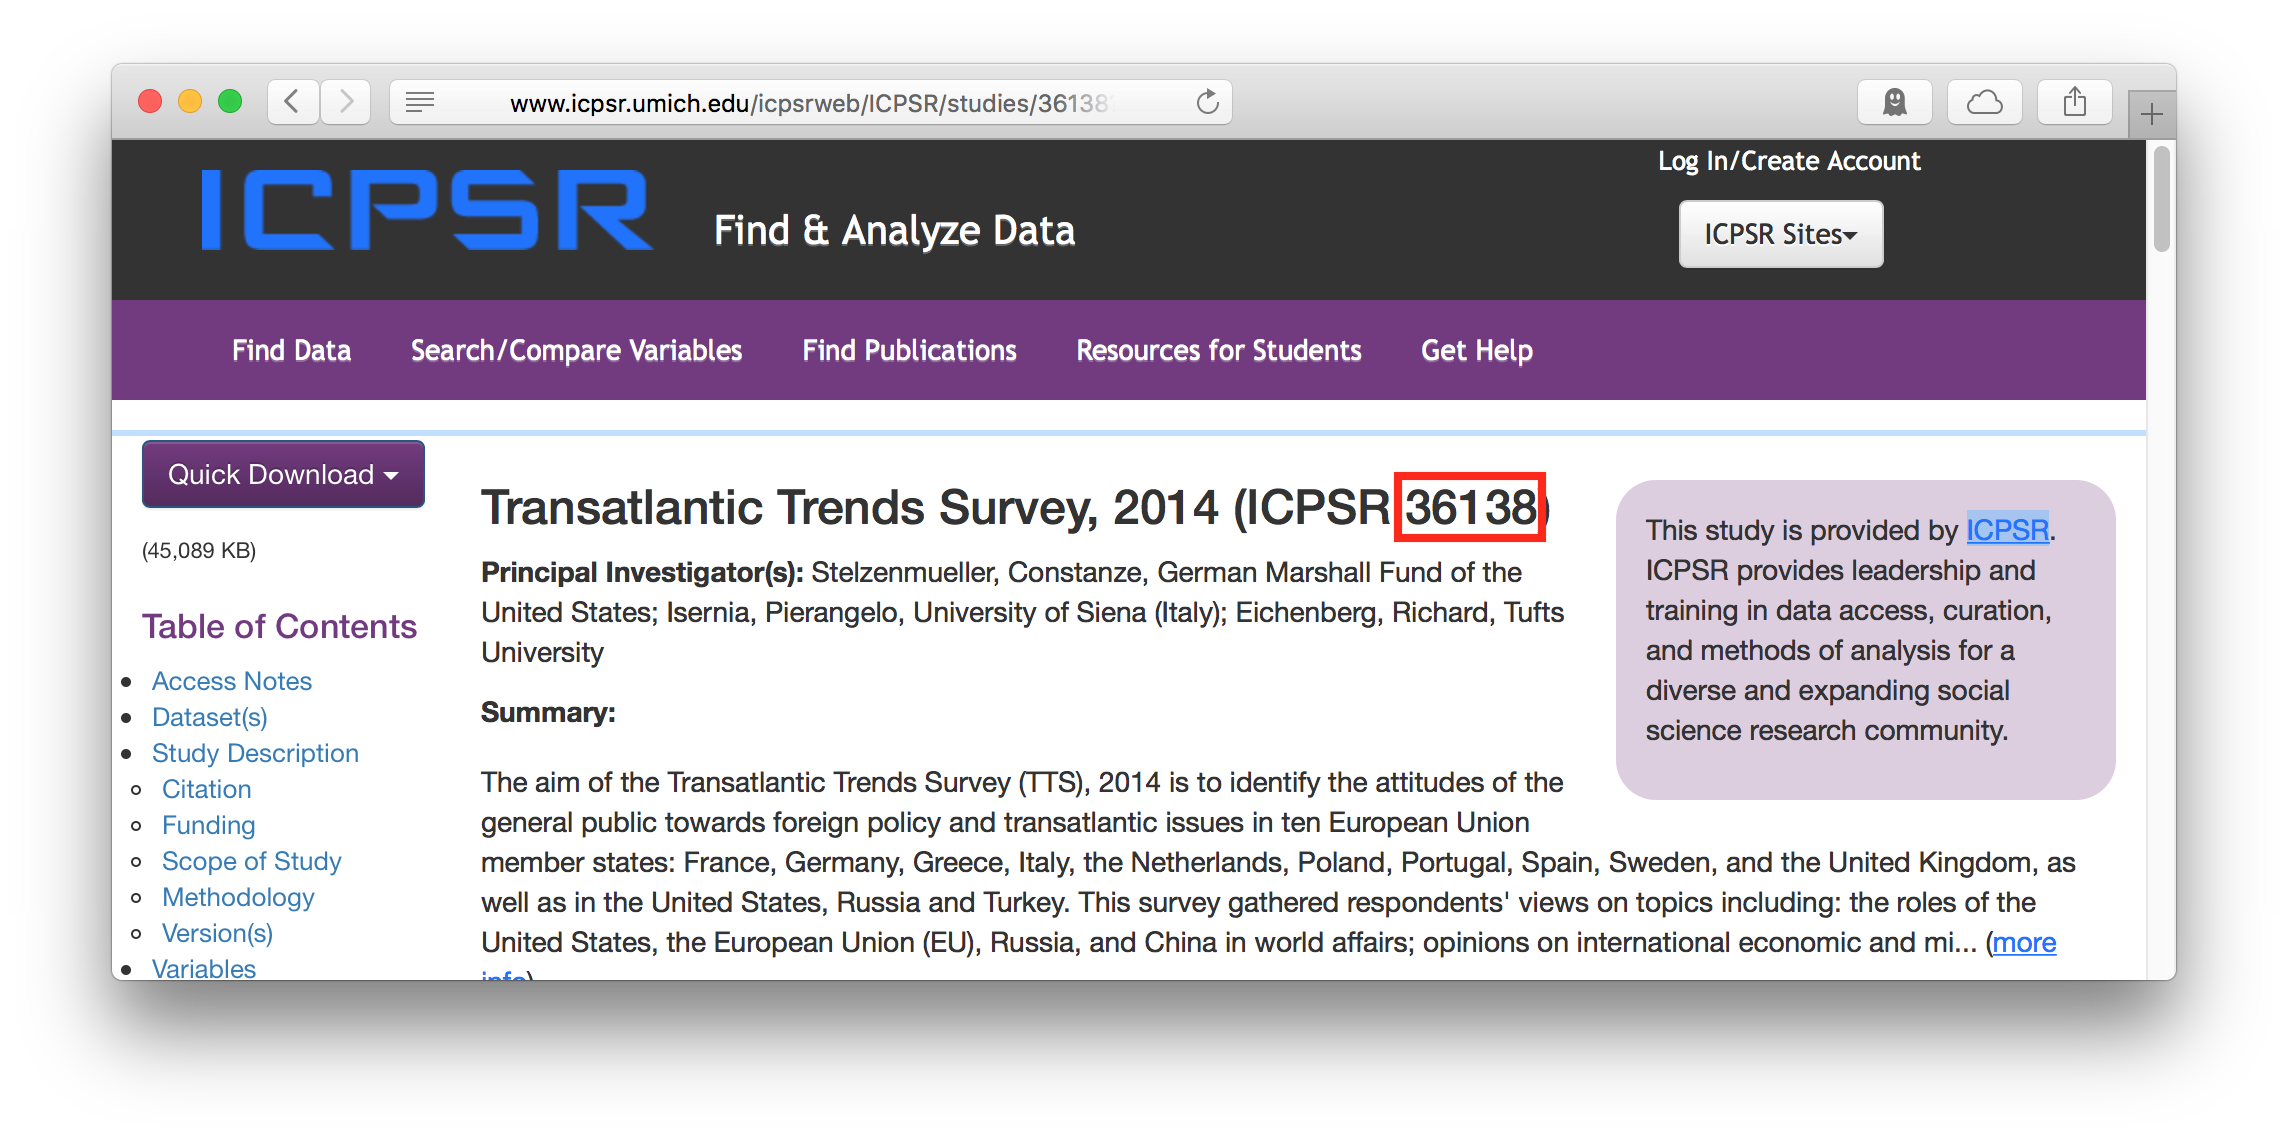 www.icpsr.umich.edu/icpsrweb/ICPSR/studies/36138
ICPSR
Find & Analyze Data
Log In/Create Account
ICPSR Sites
Find Data
Search/Compare Variables
Find Publications
Resources for Students
Get Help
Quick Download
(45,089 KB)
Table of Contents
Access Notes
Dataset(s)
Study Description
Citation
Funding
Scope of Study
Methodology
Version(s)
Variables
Transatlantic Trends Survey, 2014 (ICPSR 36138)
Principal Investigator(s): Stelzenmueller, Constanze, German Marshall Fund of the
United States; Isernia, Pierangelo, University of Siena (Italy); Eichenberg, Richard, Tufts
University
Summary:
The aim of the Transatlantic Trends Survey (TTS), 2014 is to identify the attitudes of the
general public towards foreign policy and transatlantic issues in ten European Union
member states: France, Germany, Greece, Italy, the Netherlands, Poland, Portugal, Spain, Sweden, and the United Kingdom, as
well as in the United States, Russia and Turkey. This survey gathered respondents' views on topics including: the roles of the
United States, the European Union (EU), Russia, and China in world affairs; opinions on international economic and mi... (more
info)
This study is provided by ICPSR.
ICPSR provides leadership and
training in data access, curation,
and methods of analysis for a
diverse and expanding social
science research community.